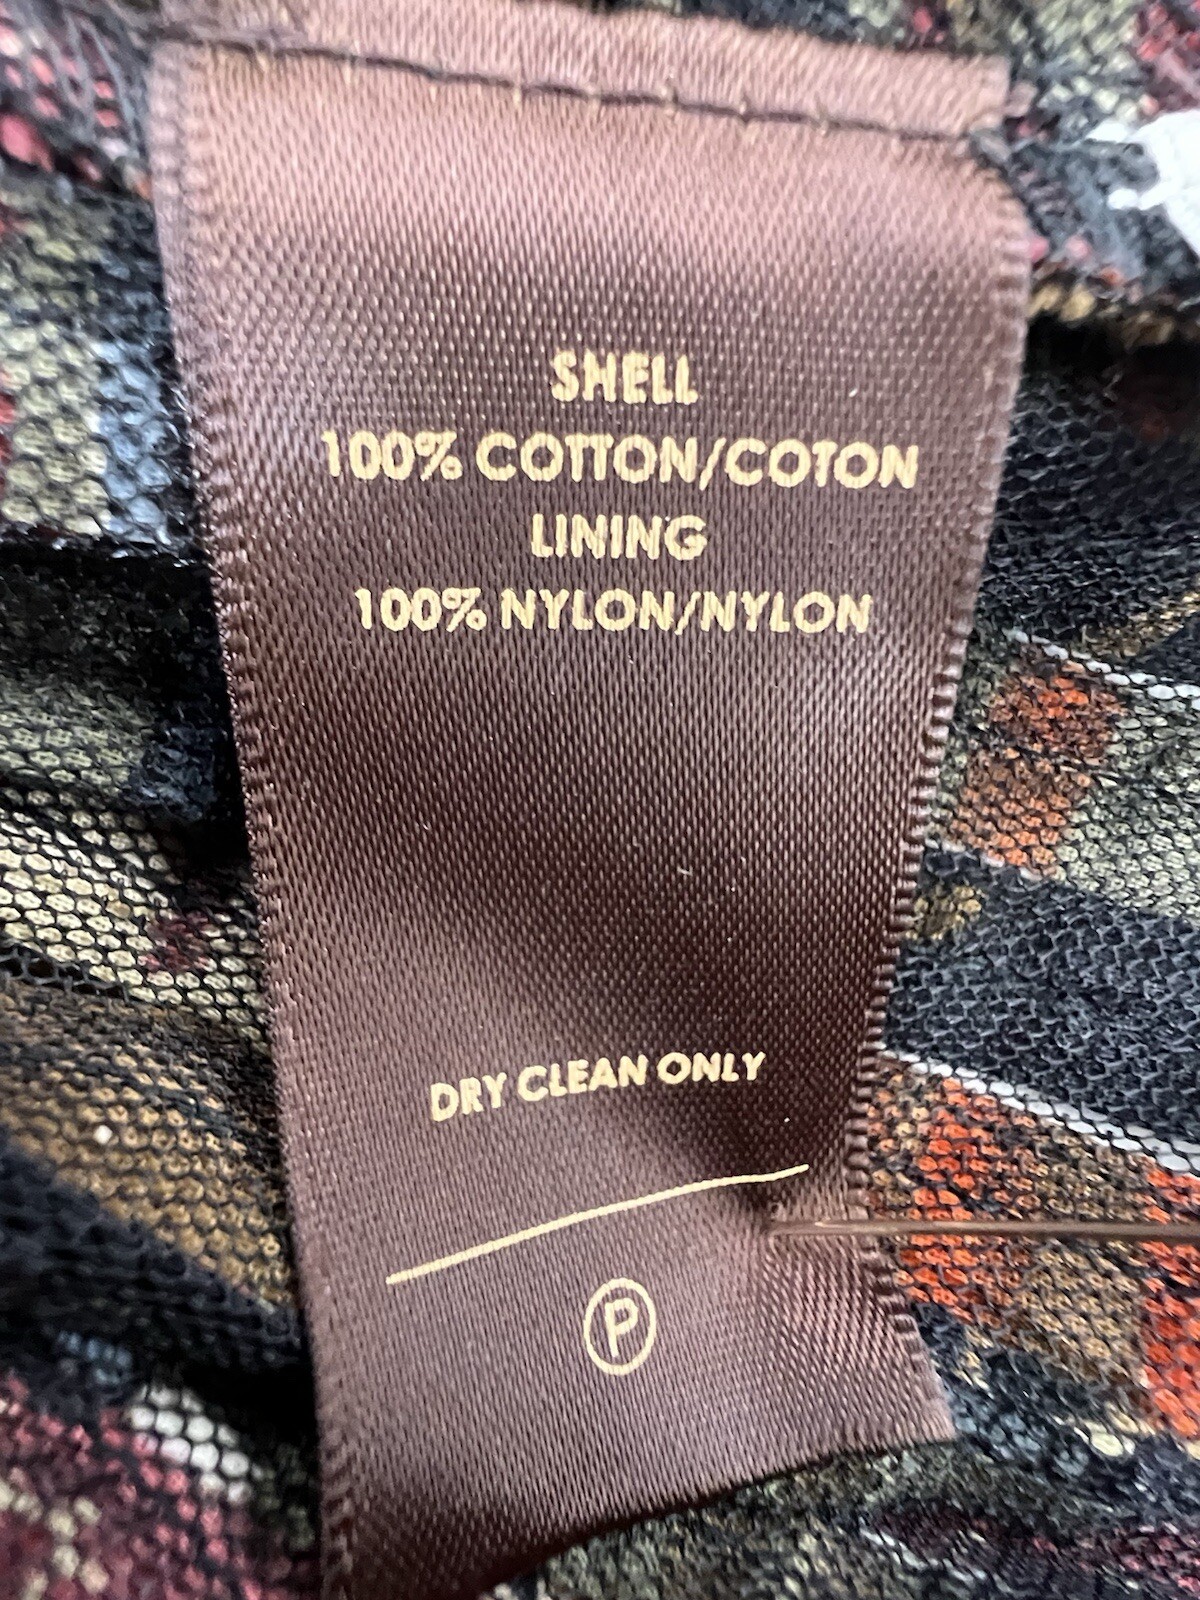 SHELL
100% COTTON/COTON
LINING
100% NYLON/NYLON
DRY CLEAN ONLY
P